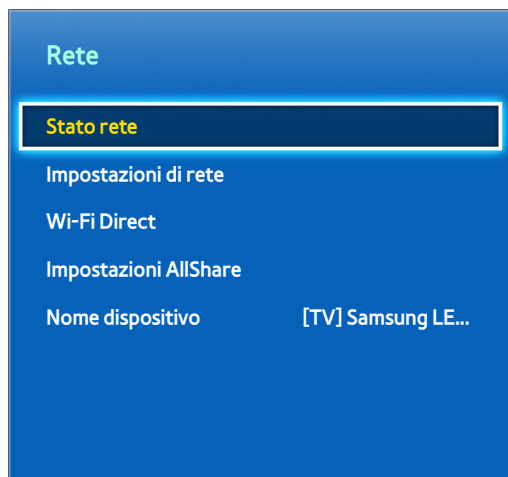 Rete
Stato rete
Impostazioni di rete
Wi-Fi Direct
Impostazioni AllShare
Nome dispositivo [TV] Samsung LE...